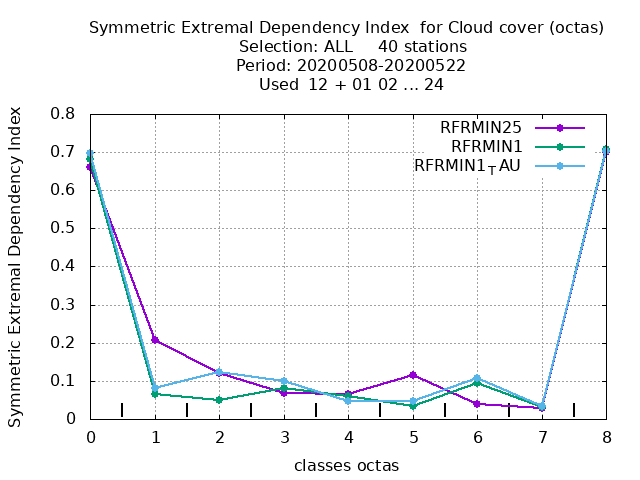 Symmetric Extremal Dependency Index  for Cloud cover (octas)
Selection: ALL     40 stations
Period: 20200508-20200522
Used  12 + 01 02 ... 24
Symmetric Extremal Dependency Index
0.8
0.7
0.6
0.5
0.4
0.3
0.2
0.1
0
RFRMIN25
RFRMIN1
RFRMIN1TAU
0 1 2 3 4 5 6 7 8
classes octas